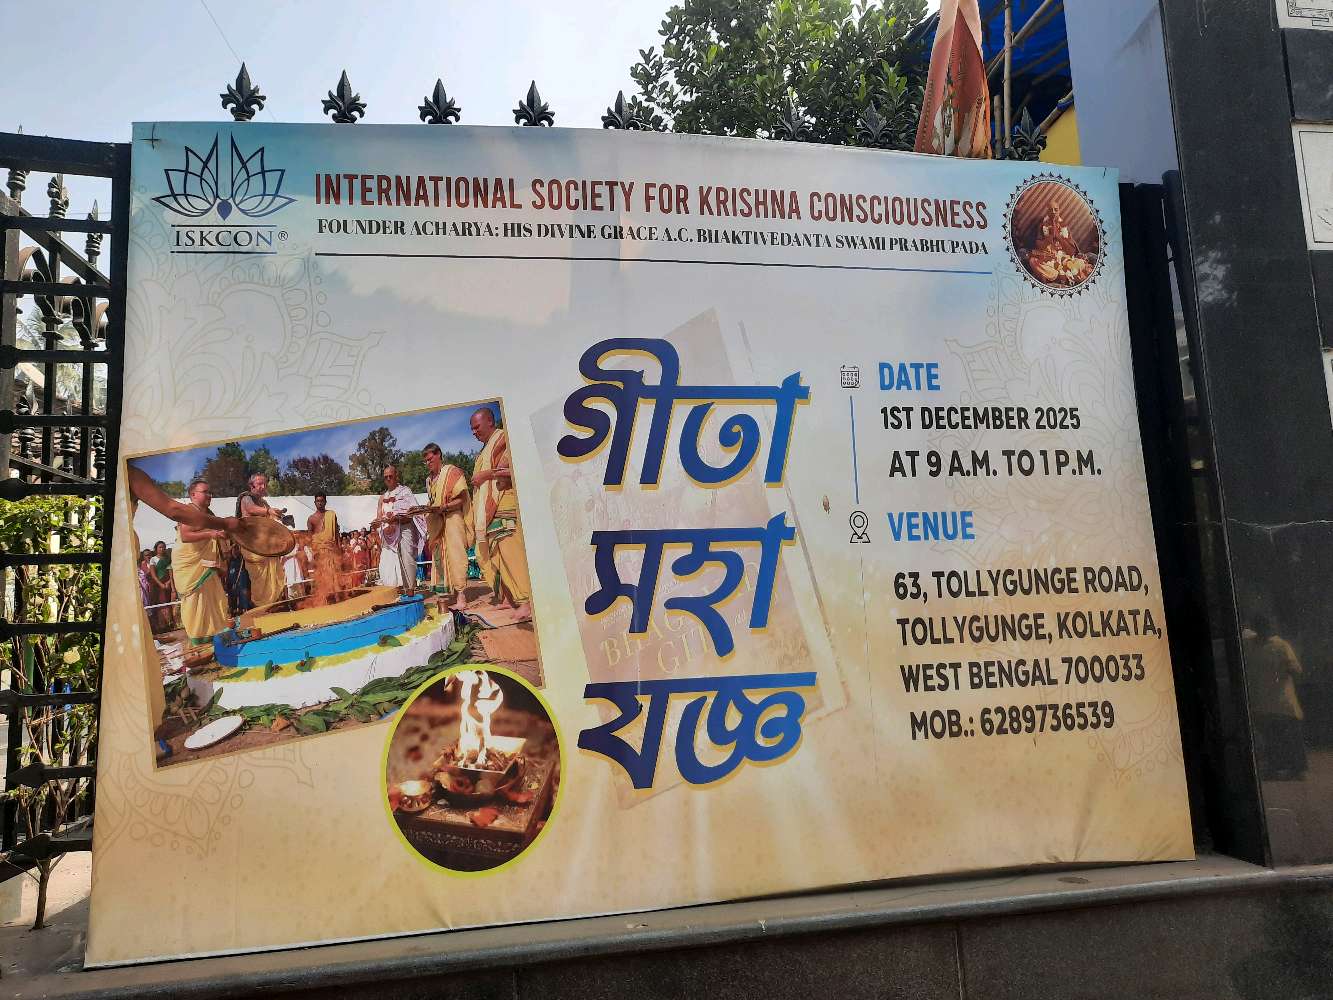 ISKCON®
INTERNATIONAL SOCIETY FOR KRISHNA CONSCIOUSNESS
FOUNDER ACHARYA: HIS DIVINE GRACE A.C. BHAKTIVEDANTA SWAMI PRABHUPADA
গীতা
মহা
যজ্ঞ
DATE
1ST DECEMBER 2025
AT 9 A.M. TO 1 P.M.
VENUE
63, TOLLYGUNGE ROAD,
TOLLYGUNGE, KOLKATA,
WEST BENGAL 700033
MOB.: 6289736539